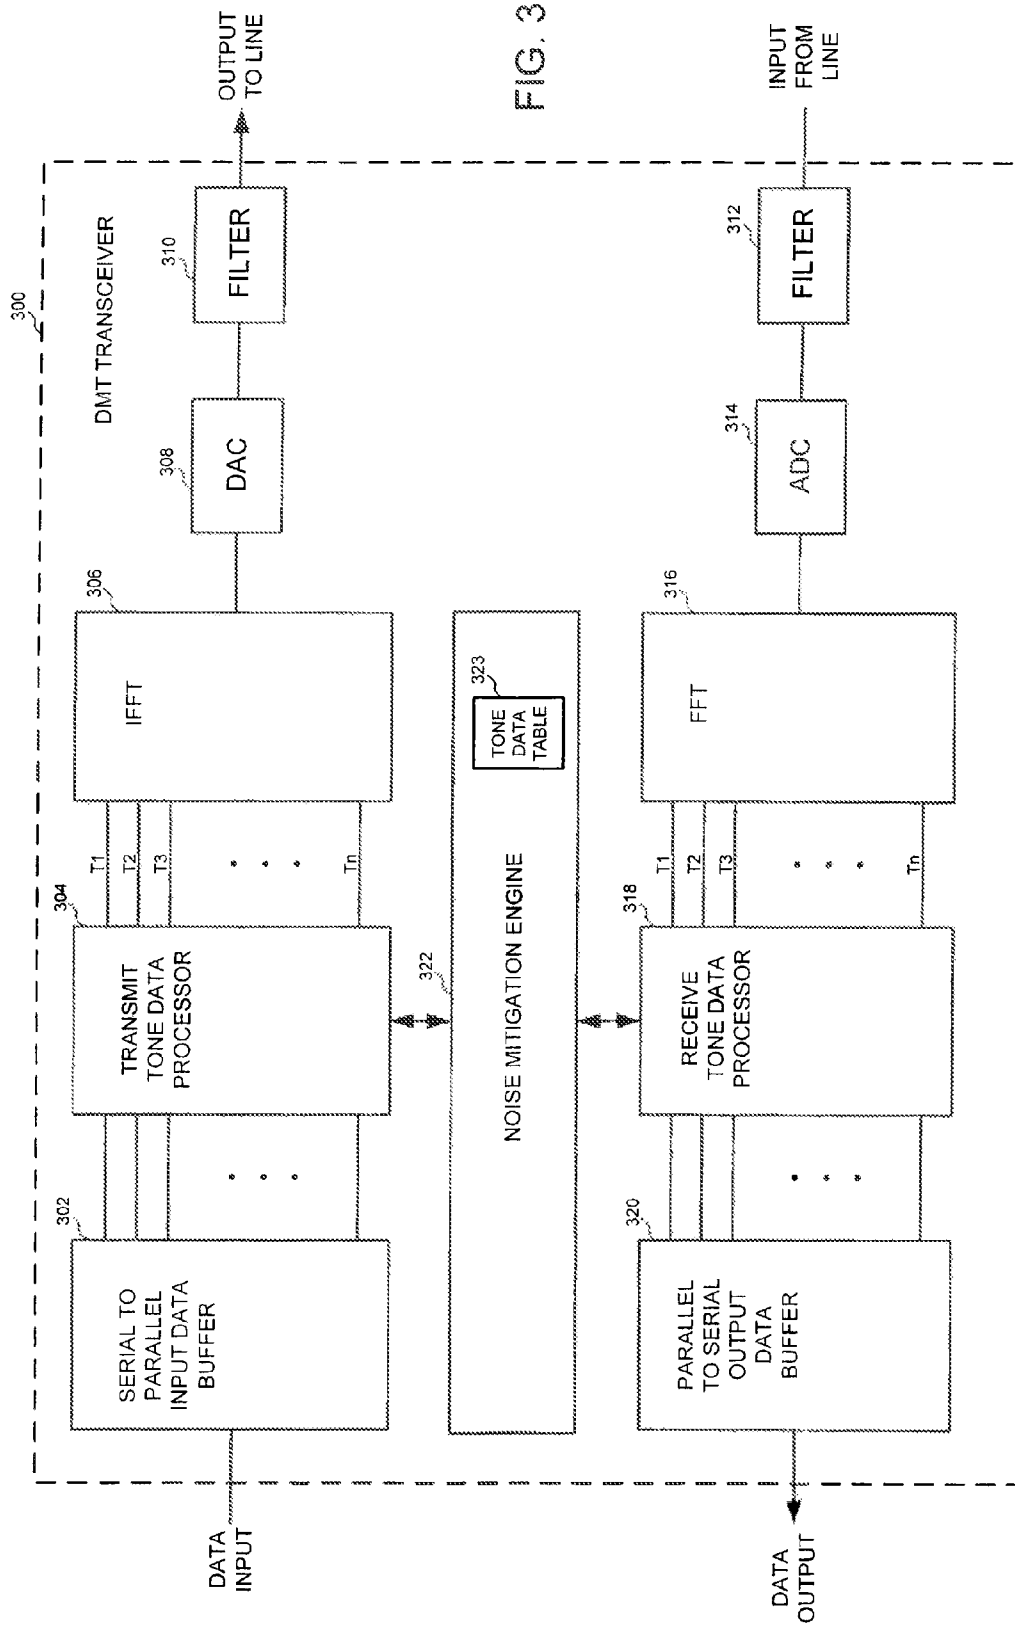 300
DMT TRANSCEIVER
DATA
INPUT
302
SERIAL TO
PARALLEL
INPUT DATA
BUFFER
304
TRANSMIT
TONE DATA
PROCESSOR
T1
T2
T3
Tn
306
IFFT
308
DAC
310
FILTER
OUTPUT
TO LINE
322
NOISE MITIGATION ENGINE
323
TONE
DATA
TABLE
FIG. 3
DATA
OUTPUT
320
PARALLEL
TO SERIAL
OUTPUT
DATA
BUFFER
318
RECEIVE
TONE DATA
PROCESSOR
T1
T2
T3
Tn
316
FFT
314
ADC
312
FILTER
INPUT
FROM
LINE